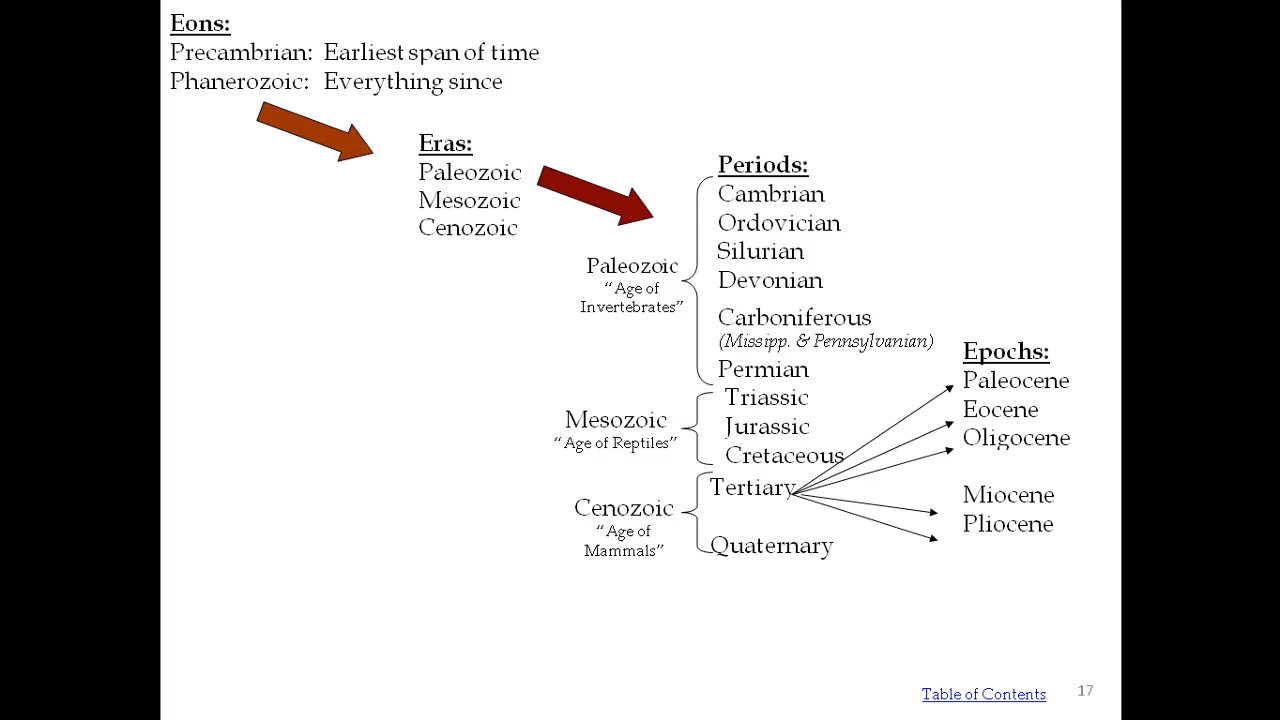 Eons:
Precambrian: Earliest span of time
Phanerozoic: Everything since
Eras:
Paleozoic
Mesozoic
Cenozoic
Periods:
Cambrian
Ordovician
Silurian
Devonian
Carboniferous
(Missipp. & Pennsylvanian)
Permian
Paleozoic
“Age of
Invertebrates”
Triassic
Jurassic
Cretaceous
Mesozoic
“Age of Reptiles”
Tertiary
Quaternary
Cenozoic
“Age of
Mammals”
Epochs:
Paleocene
Eocene
Oligocene
Miocene
Pliocene
Table of Contents
17